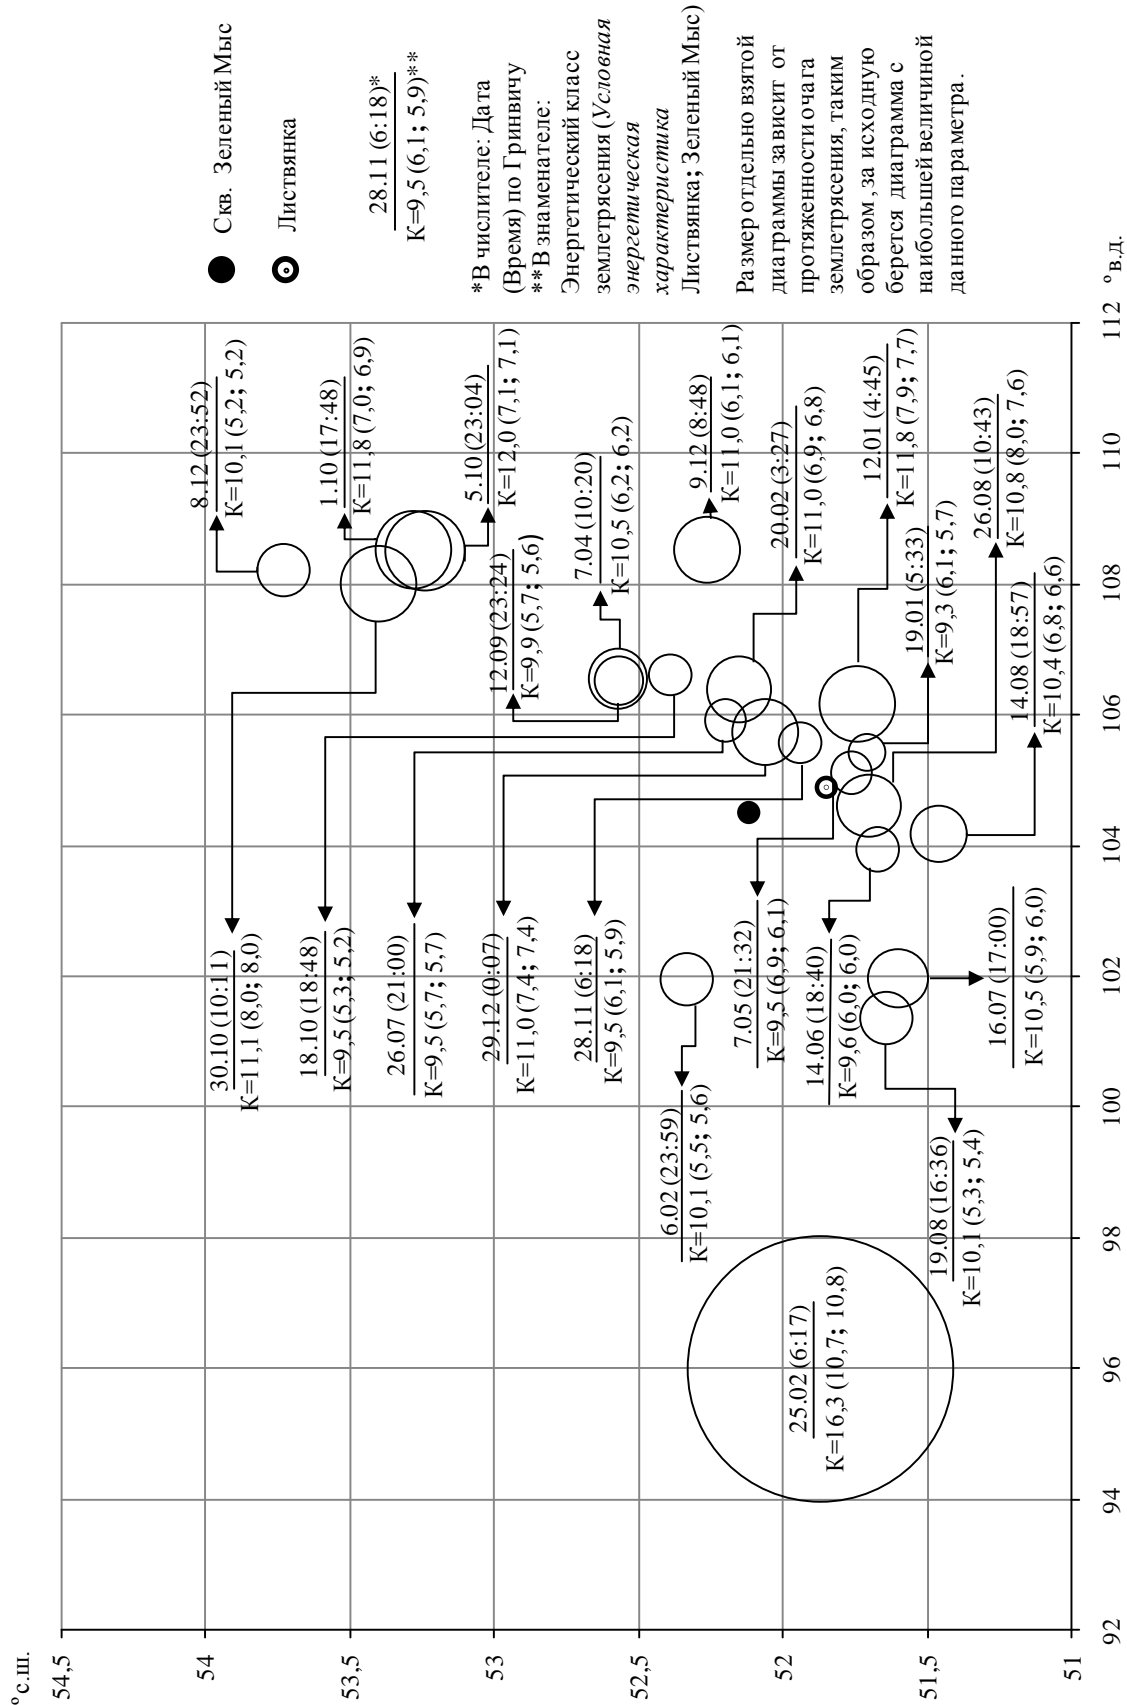 °с.ш.
54,5
54
53,5
53
52,5
52
51,5
51
92
94
96
98
100
102
104
106
108
110
112
°в.д.
8.12 (23:52)
К=10,1 (5,2; 5,2)
1.10 (17:48)
К=11,8 (7,0; 6,9)
5.10 (23:04)
К=12,0 (7,1; 7,1)
12.09 (23:24)
К=9,9 (5,7; 5,6)
7.04 (10:20)
К=10,5 (6,2; 6,2)
9.12 (8:48)
К=11,0 (6,1; 6,1)
20.02 (3:27)
К=11,0 (6,9; 6,8)
12.01 (4:45)
К=11,8 (7,9; 7,7)
19.01 (5:33)
К=9,3 (6,1; 5,7)
26.08 (10:43)
К=10,8 (8,0; 7,6)
14.08 (18:57)
К=10,4 (6,8; 6,6)
30.10 (10:11)
К=11,1 (8,0; 8,0)
18.10 (18:48)
К=9,5 (5,3; 5,2)
26.07 (21:00)
К=9,5 (5,7; 5,7)
29.12 (0:07)
К=11,0 (7,4; 7,4)
28.11 (6:18)
К=9,5 (6,1; 5,9)
7.05 (21:32)
К=9,5 (6,9; 6,1)
14.06 (18:40)
К=9,6 (6,0; 6,0)
16.07 (17:00)
К=10,5 (5,9; 6,0)
6.02 (23:59)
К=10,1 (5,5; 5,6)
19.08 (16:36)
К=10,1 (5,3; 5,4)
25.02 (6:17)
К=16,3 (10,7; 10,8)
Скв. Зеленый Мыс
Листвянка
28.11 (6:18)*
К=9,5 (6,1; 5,9)**
*В числителе: Дата
(Время) по Гринвичу
**В знаменателе:
Энергетический класс
землетрясения (Условная
энергетическая
характеристика
Листвянка; Зеленый Мыс)
Размер отдельно взятой
диаграммы зависит от
протяженности очага
землетрясения, таким
образом, за исходную
берется диаграмма с
наибольшей величиной
данного параметра.